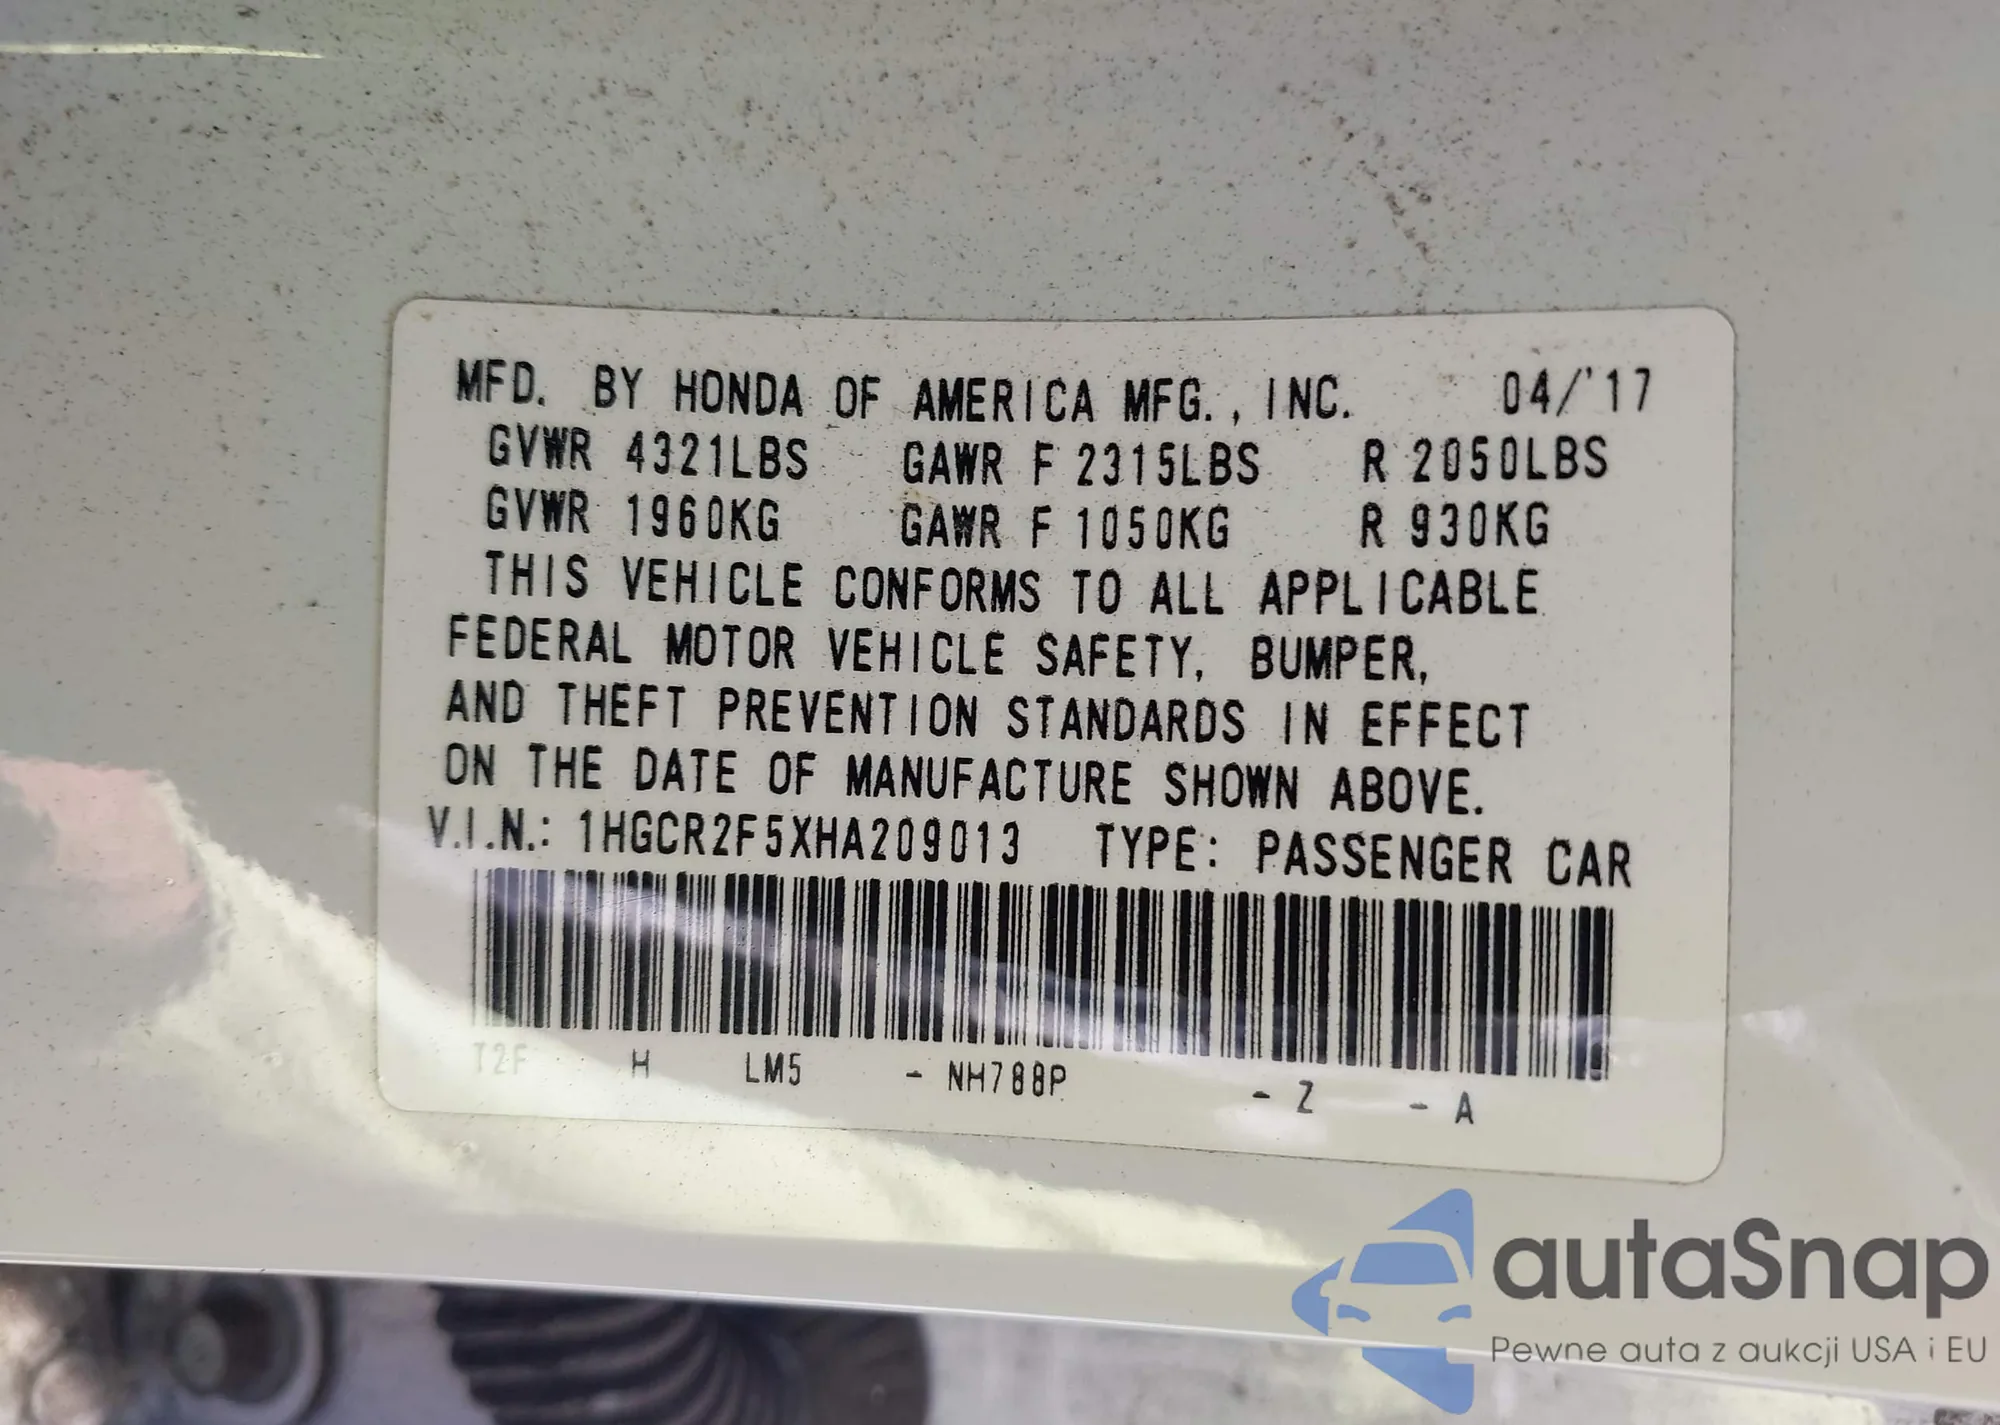 MFD. BY HONDA OF AMERICA MFG., INC. 04/'17
GVWR 4321LBS GAWR F 2315LBS R 2050LBS
GVWR 1960KG GAWR F 1050KG R 930KG
THIS VEHICLE CONFORMS TO ALL APPLICABLE
FEDERAL MOTOR VEHICLE SAFETY, BUMPER,
AND THEFT PREVENTION STANDARDS IN EFFECT
ON THE DATE OF MANUFACTURE SHOWN ABOVE.
V.I.N.: 1HGCR2F5XHA209013 TYPE: PASSENGER CAR
T2F H LM5 - NH788P - Z - A
autaSnap
Pewne auta z aukcji USA i EU